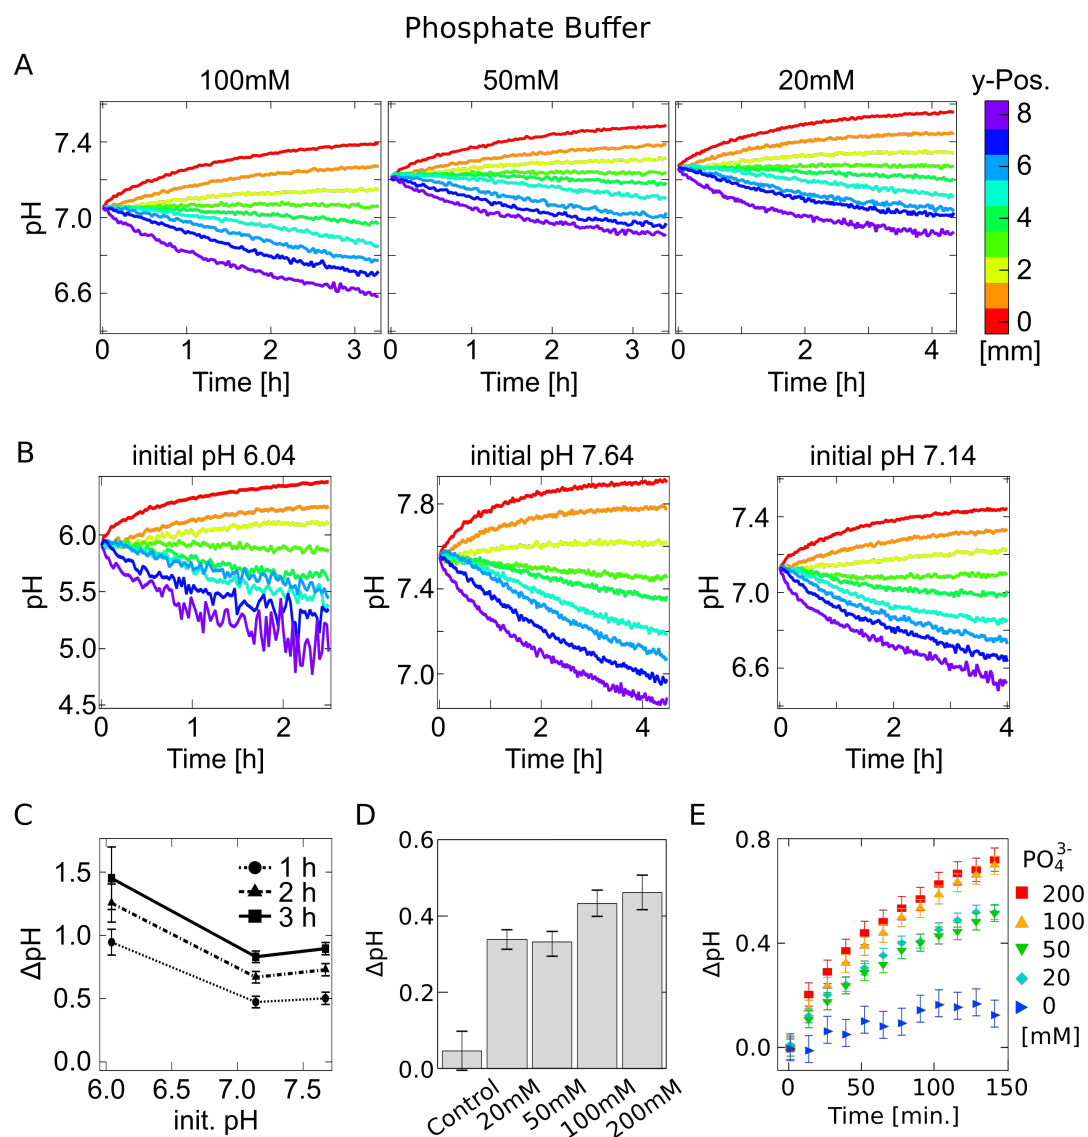 Phosphate Buffer
A
100mM 50mM 20mM y-Pos.
pH
7.4
7.0
6.6
0 1 2 3
0 1 2 3
0 2 4
Time [h] Time [h] Time [h]
8
6
4
2
0
[mm]
B
initial pH 6.04 initial pH 7.64 initial pH 7.14
pH
6.0
5.5
5.0
4.5
0 1 2
Time [h]
pH
7.8
7.4
7.0
0 2 4
Time [h]
pH
7.4
7.0
6.6
0 2 4
Time [h]
C
ΔpH
1.5
1.0
0.5
0.0
6.0 6.5 7.0 7.5
init. pH
1 h
2 h
3 h
D
ΔpH
0.6
0.4
0.2
0.0
Control 20mM 50mM 100mM 200mM
E
ΔpH
0.8
0.4
0.0
0 50 100 150
Time [min.]
PO₄³⁻
200
100
50
20
0
[mM]